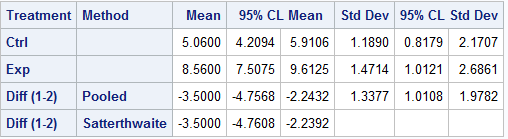 Treatment Method Mean 95% CL Mean Std Dev 95% CL Std Dev
Ctrl 5.0600 4.2094 5.9106 1.1890 0.8179 2.1707
Exp 8.5600 7.5075 9.6125 1.4714 1.0121 2.6861
Diff (1-2) Pooled -3.5000 -4.7568 -2.2432 1.3377 1.0108 1.9782
Diff (1-2) Satterthwaite -3.5000 -4.7608 -2.2392